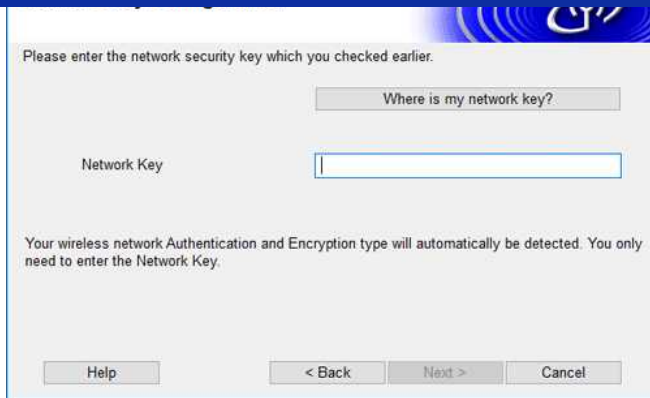 Please enter the network security key which you checked earlier.
Where is my network key?
Network Key
Your wireless network Authentication and Encryption type will automatically be detected. You only
need to enter the Network Key.
Help
< Back
Next >
Cancel